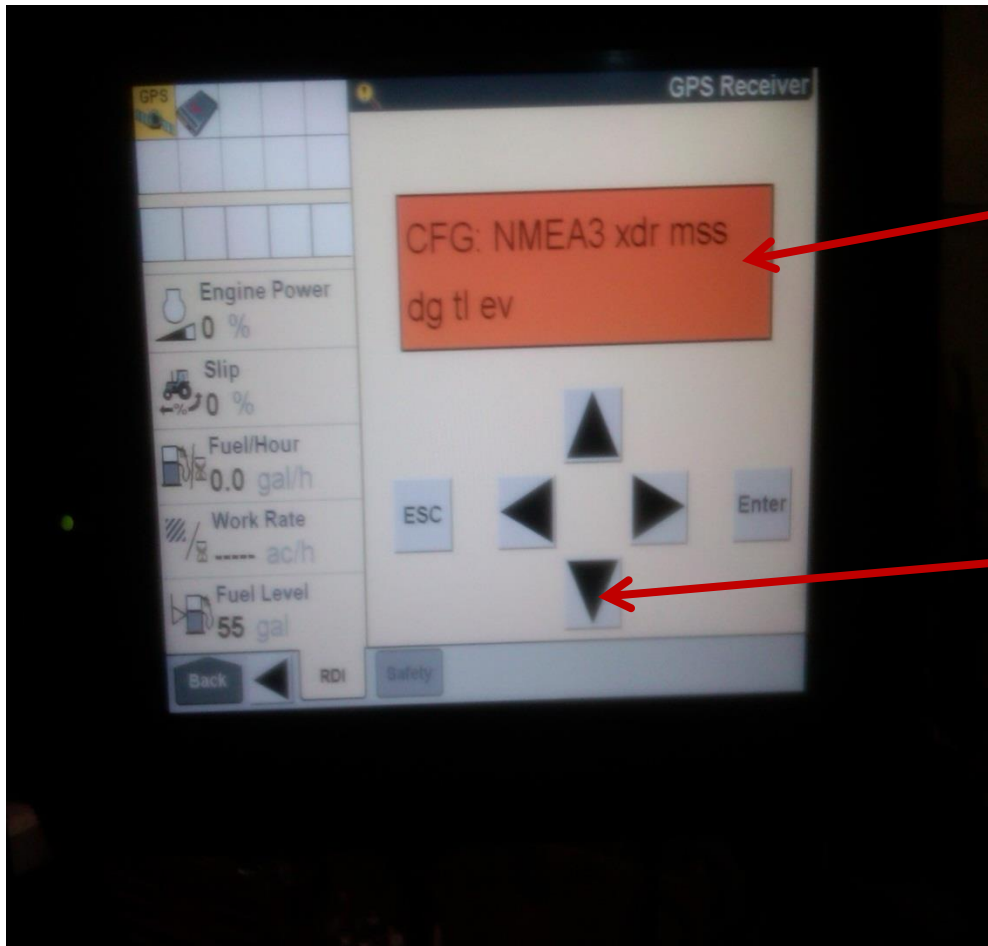 GPS
GPS Receiver
CFG: NMEA3 xdr mss
dg tl ev
Engine Power
0 %
Slip
%
0 %
Fuel/Hour
0.0 gal/h
Work Rate
----- ac/h
Fuel Level
55 gal
ESC
Enter
Back
RDI
Safety